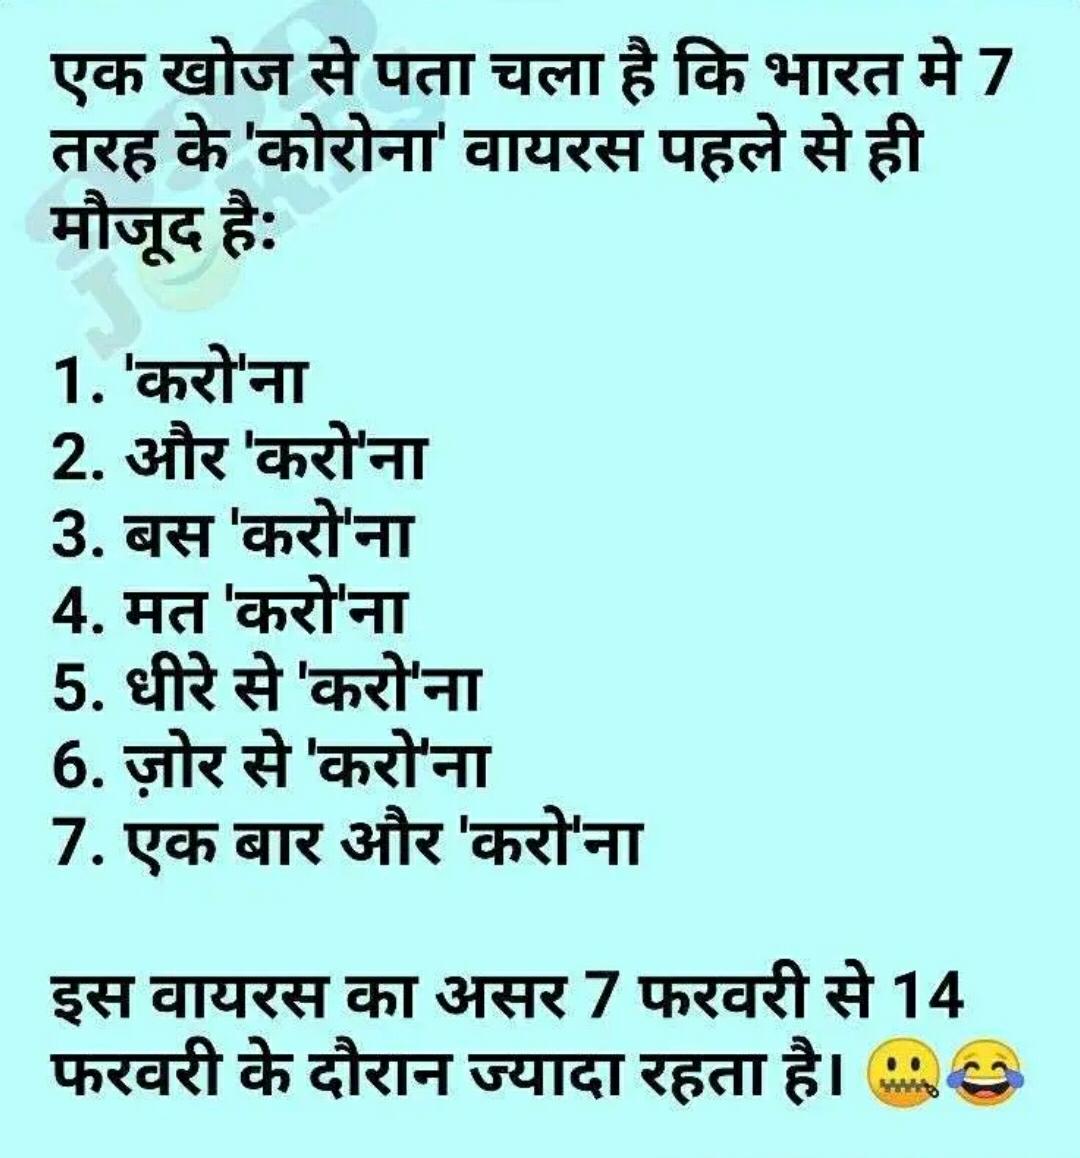 एक खोज से पता चला है कि भारत मे 7
तरह के 'कोरोना' वायरस पहले से ही
मौजूद है:
1. 'करो'ना
2. और 'करो'ना
3. बस 'करो'ना
4. मत 'करो'ना
5. धीरे से 'करो'ना
6. ज़ोर से 'करो'ना
7. एक बार और 'करो'ना
इस वायरस का असर 7 फरवरी से 14
फरवरी के दौरान ज्यादा रहता है। 🤐😂